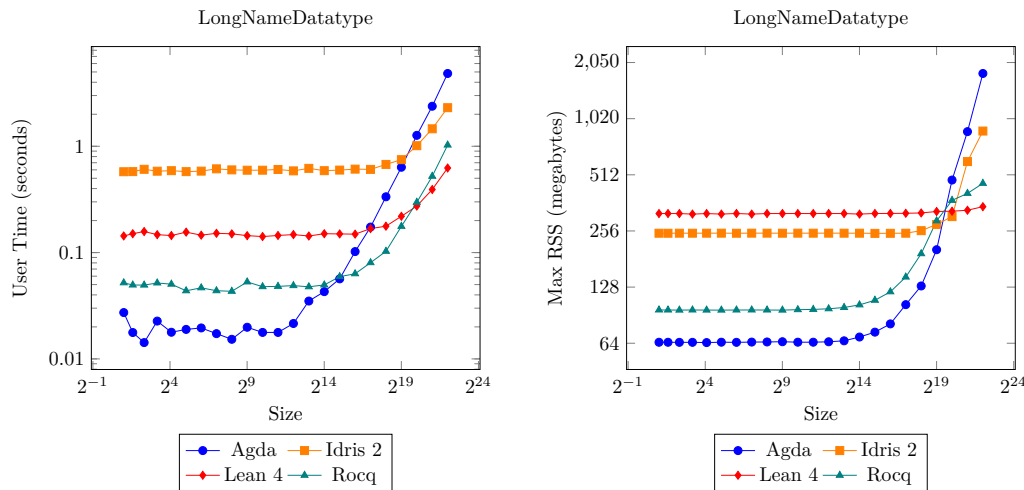 LongNameDatatype
User Time (seconds)
1
0.1
0.01
2^−1 2^4 2^9 2^14 2^19 2^24
Size
Agda Idris 2
Lean 4 Rocq
LongNameDatatype
Max RSS (megabytes)
2,050
1,020
512
256
128
64
2^−1 2^4 2^9 2^14 2^19 2^24
Size
Agda Idris 2
Lean 4 Rocq